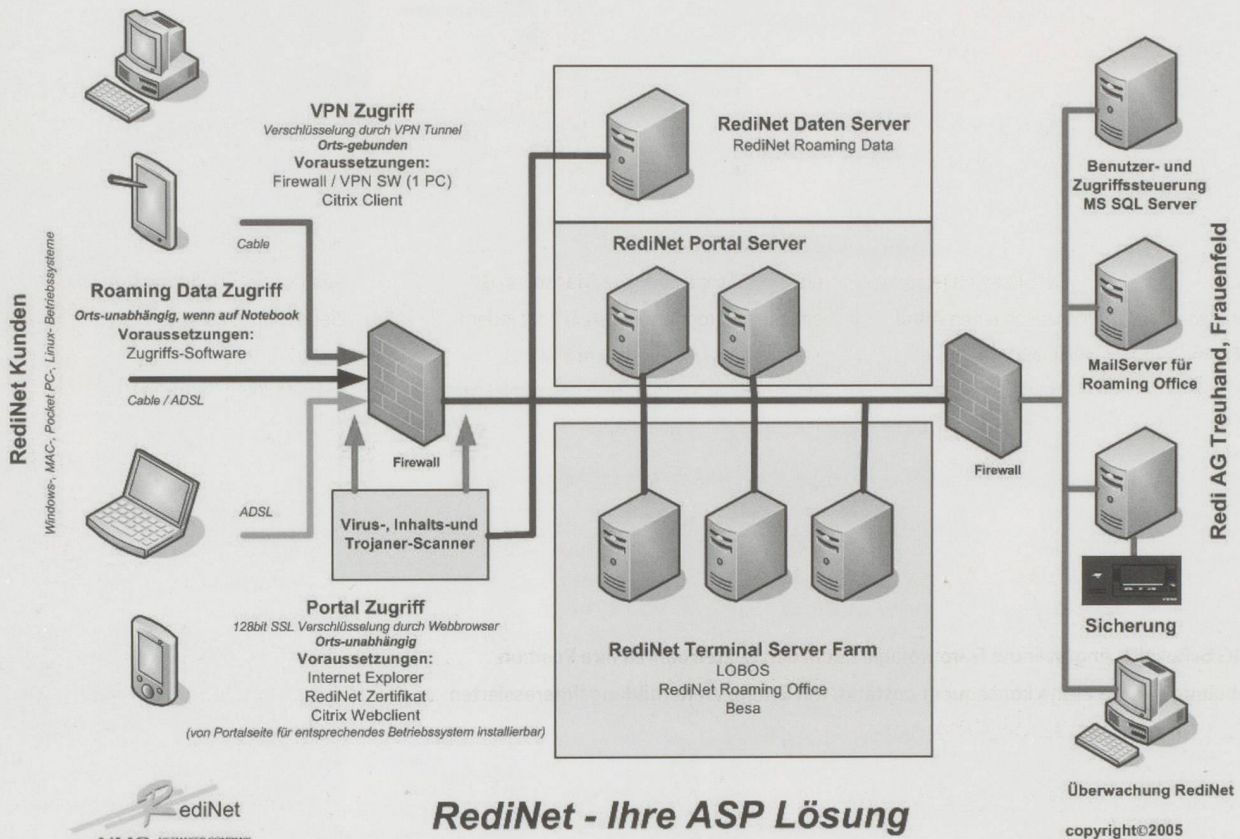 RediNet Kunden
Windows-, MAC-, Pocket PC-, Linux- Betriebssysteme
VPN Zugriff
Verschlüsselung durch VPN Tunnel
Orts-gebunden
Voraussetzungen:
Firewall / VPN SW (1 PC)
Citrix Client
Cable
Roaming Data Zugriff
Orts-unabhängig, wenn auf Notebook
Voraussetzungen:
Zugriffs-Software
Cable / ADSL
ADSL
Firewall
Virus-, Inhalts-und
Trojaner-Scanner
Portal Zugriff
128bit SSL Verschlüsselung durch Webbrowser
Orts-unabhängig
Voraussetzungen:
Internet Explorer
RediNet Zertifikat
Citrix Webclient
(von Portalseite für entsprechendes Betriebssystem installierbar)
RediNet Daten Server
RediNet Roaming Data
RediNet Portal Server
RediNet Terminal Server Farm
LOBOS
RediNet Roaming Office
Besa
Firewall
Benutzer- und
Zugriffssteuerung
MS SQL Server
MailServer für
Roaming Office
Sicherung
Überwachung RediNet
Redi AG Treuhand, Frauenfeld
RediNet
RediNet - Ihre ASP Lösung
copyright©2005